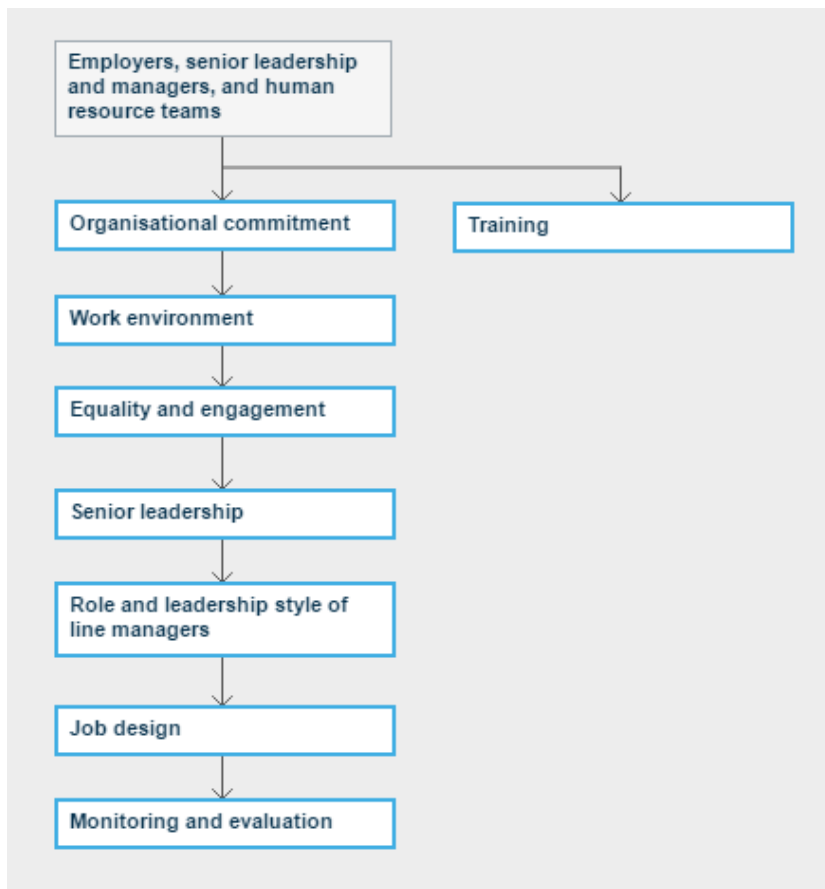 Employers, senior leadership
and managers, and human
resource teams
Organisational commitment
Training
Work environment
Equality and engagement
Senior leadership
Role and leadership style of
line managers
Job design
Monitoring and evaluation